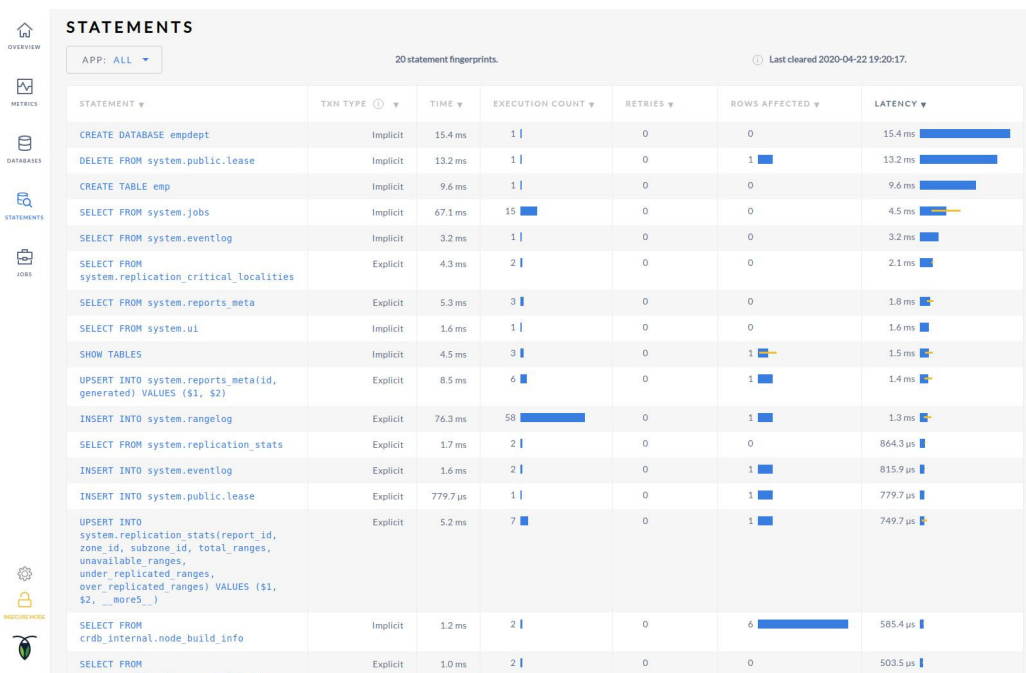 STATEMENTS
OVERVIEW
APP: ALL
20 statement fingerprints.
Last cleared 2020-04-22 19:20:17.
METRICS
STATEMENT TXN TYPE TIME EXECUTION COUNT RETRIES ROWS AFFECTED LATENCY
CREATE DATABASE empdept Implicit 15.4 ms 1 0 0 15.4 ms
DATABASES
DELETE FROM system.public.lease Implicit 13.2 ms 1 0 1 13.2 ms
CREATE TABLE emp Implicit 9.6 ms 1 0 0 9.6 ms
STATEMENTS
SELECT FROM system.jobs Implicit 67.1 ms 15 0 0 4.5 ms
SELECT FROM system.eventlog Implicit 3.2 ms 1 0 0 3.2 ms
JOBS
SELECT FROM Explicit 4.3 ms 2 0 0 2.1 ms
system.replication_critical_localities
SELECT FROM system.reports_meta Explicit 5.3 ms 3 0 0 1.8 ms
SELECT FROM system.ui Implicit 1.6 ms 1 0 0 1.6 ms
SHOW TABLES Implicit 4.5 ms 3 0 1 1.5 ms
UPSERT INTO system.reports_meta(id, Explicit 8.5 ms 6 0 1 1.4 ms
generated) VALUES ($1, $2)
INSERT INTO system.rangelog Explicit 76.3 ms 58 0 1 1.3 ms
SELECT FROM system.replication_stats Explicit 1.7 ms 2 0 0 864.3 µs
INSERT INTO system.eventlog Explicit 1.6 ms 2 0 1 815.9 µs
INSERT INTO system.public.lease Explicit 779.7 µs 1 0 1 779.7 µs
UPSERT INTO Explicit 5.2 ms 7 0 1 749.7 µs
system.replication_stats(report_id,
zone_id, subzone_id, total_ranges,
unavailable_ranges,
under_replicated_ranges,
over_replicated_ranges) VALUES ($1,
$2, __more5__)
INSECURE MODE
SELECT FROM Implicit 1.2 ms 2 0 6 585.4 µs
crdb_internal.node_build_info
SELECT FROM Explicit 1.0 ms 2 0 0 503.5 µs